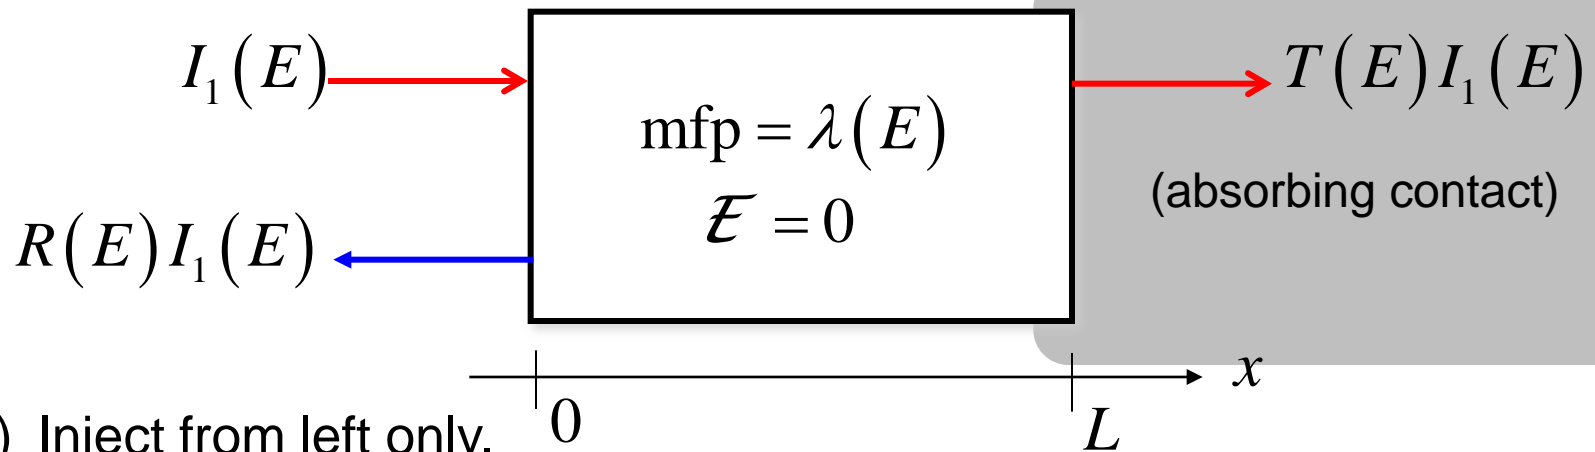 I₁(E)
T(E)I₁(E)
mfp = λ(E)
(absorbing contact)
ℰ = 0
R(E)I₁(E)
x
0
L
) Inject from left only.